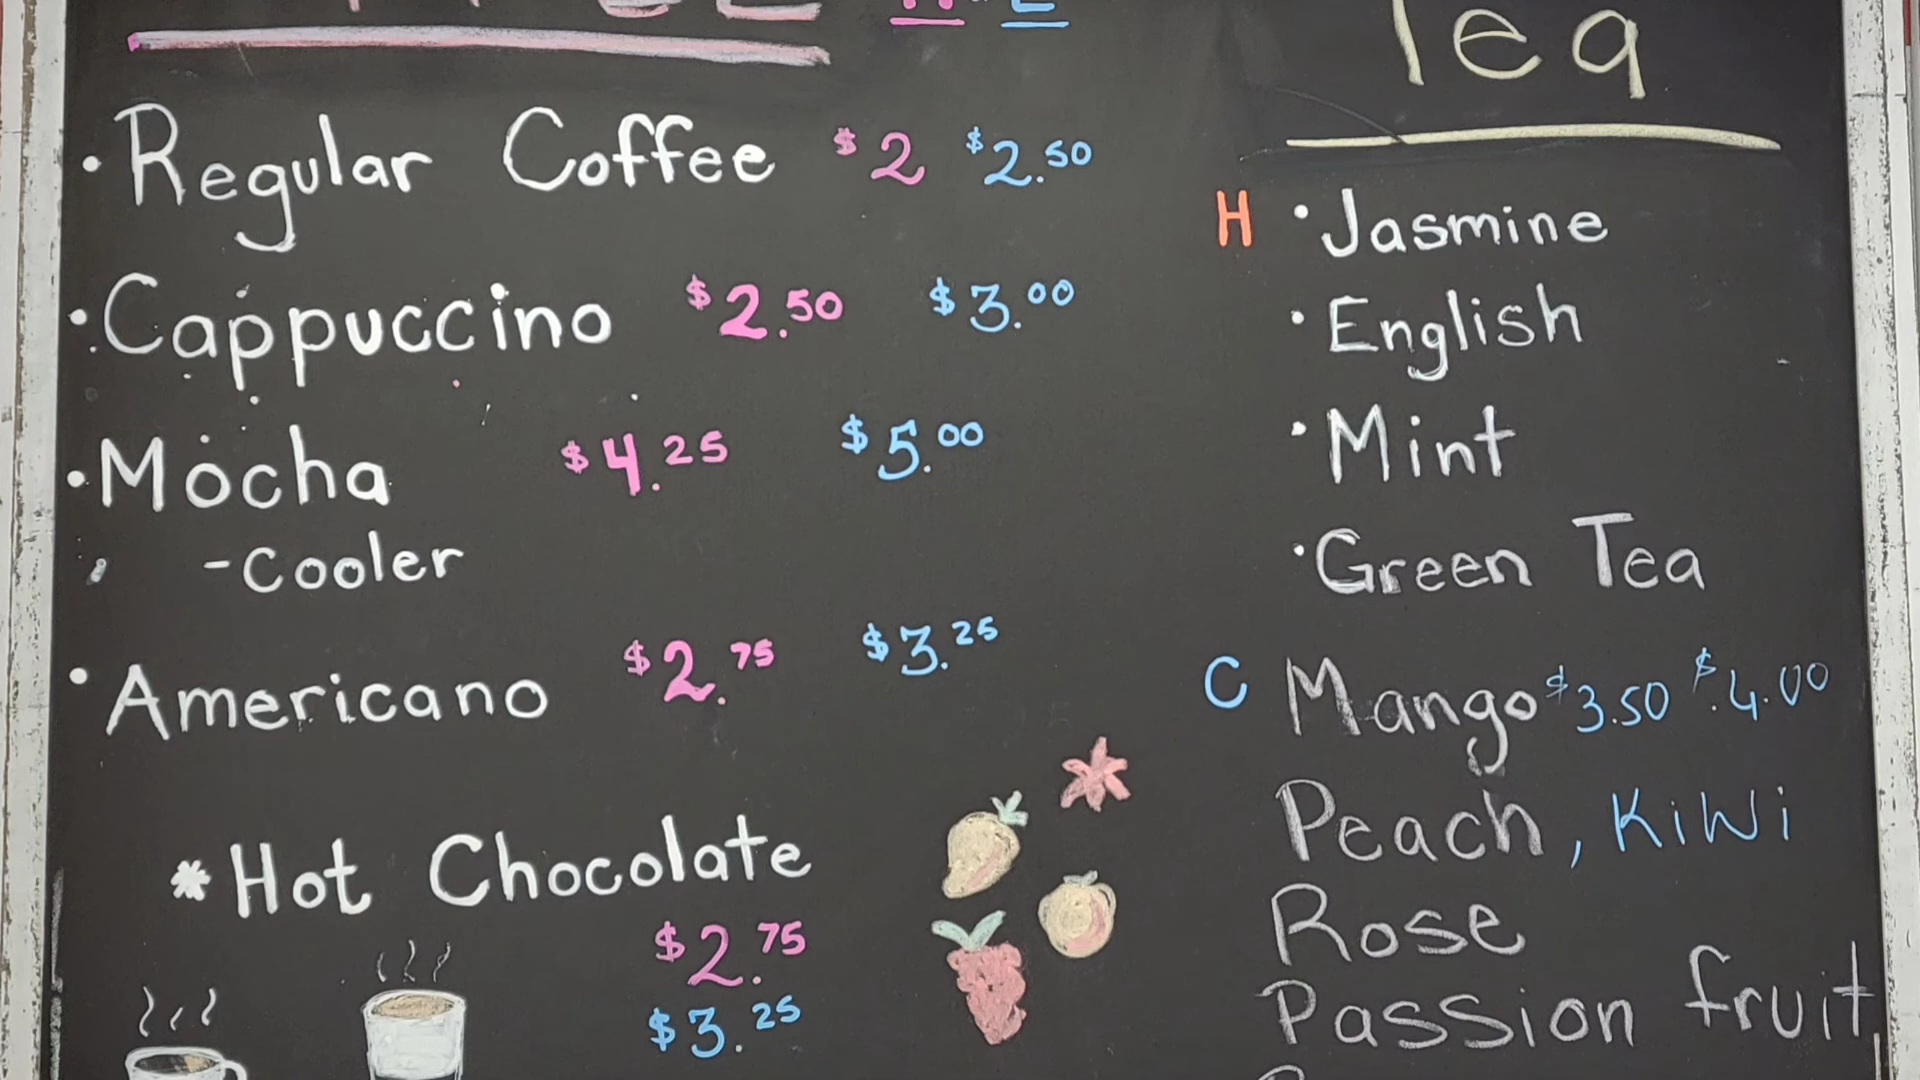 Tea
• Regular Coffee $2 $2.50
• Cappuccino $2.50 $3.00
• Mocha $4.25 $5.00
- Cooler
• Americano $2.75 $3.25
* Hot Chocolate
$2.75
$3.25
H • Jasmine
• English
• Mint
• Green Tea
C Mango $3.50 $4.00
Peach, KiWi
Rose
Passion fruit,